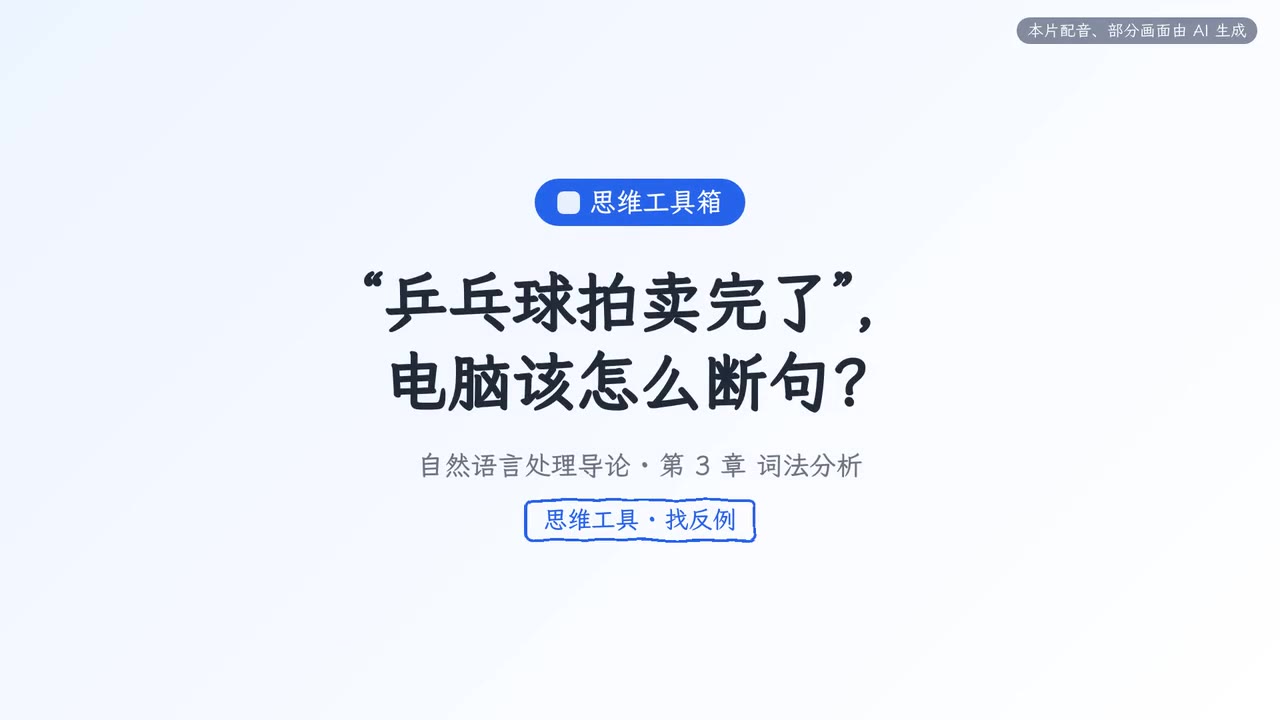 本片配音、部分画面由 AI 生成
思维工具箱
“乒乓球拍卖完了”，
电脑该怎么断句？
自然语言处理导论·第 3 章 词法分析
思维工具·找反例